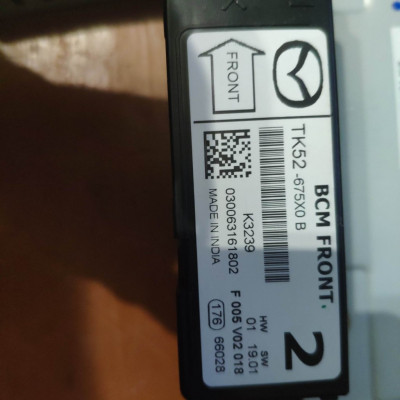 FRONT
TK52 -675X0 B
BCM FRONT.
2
K3239
030063161802
MADE IN INDIA
F 005 V02 018
HW SW
01 19.01
176 66028